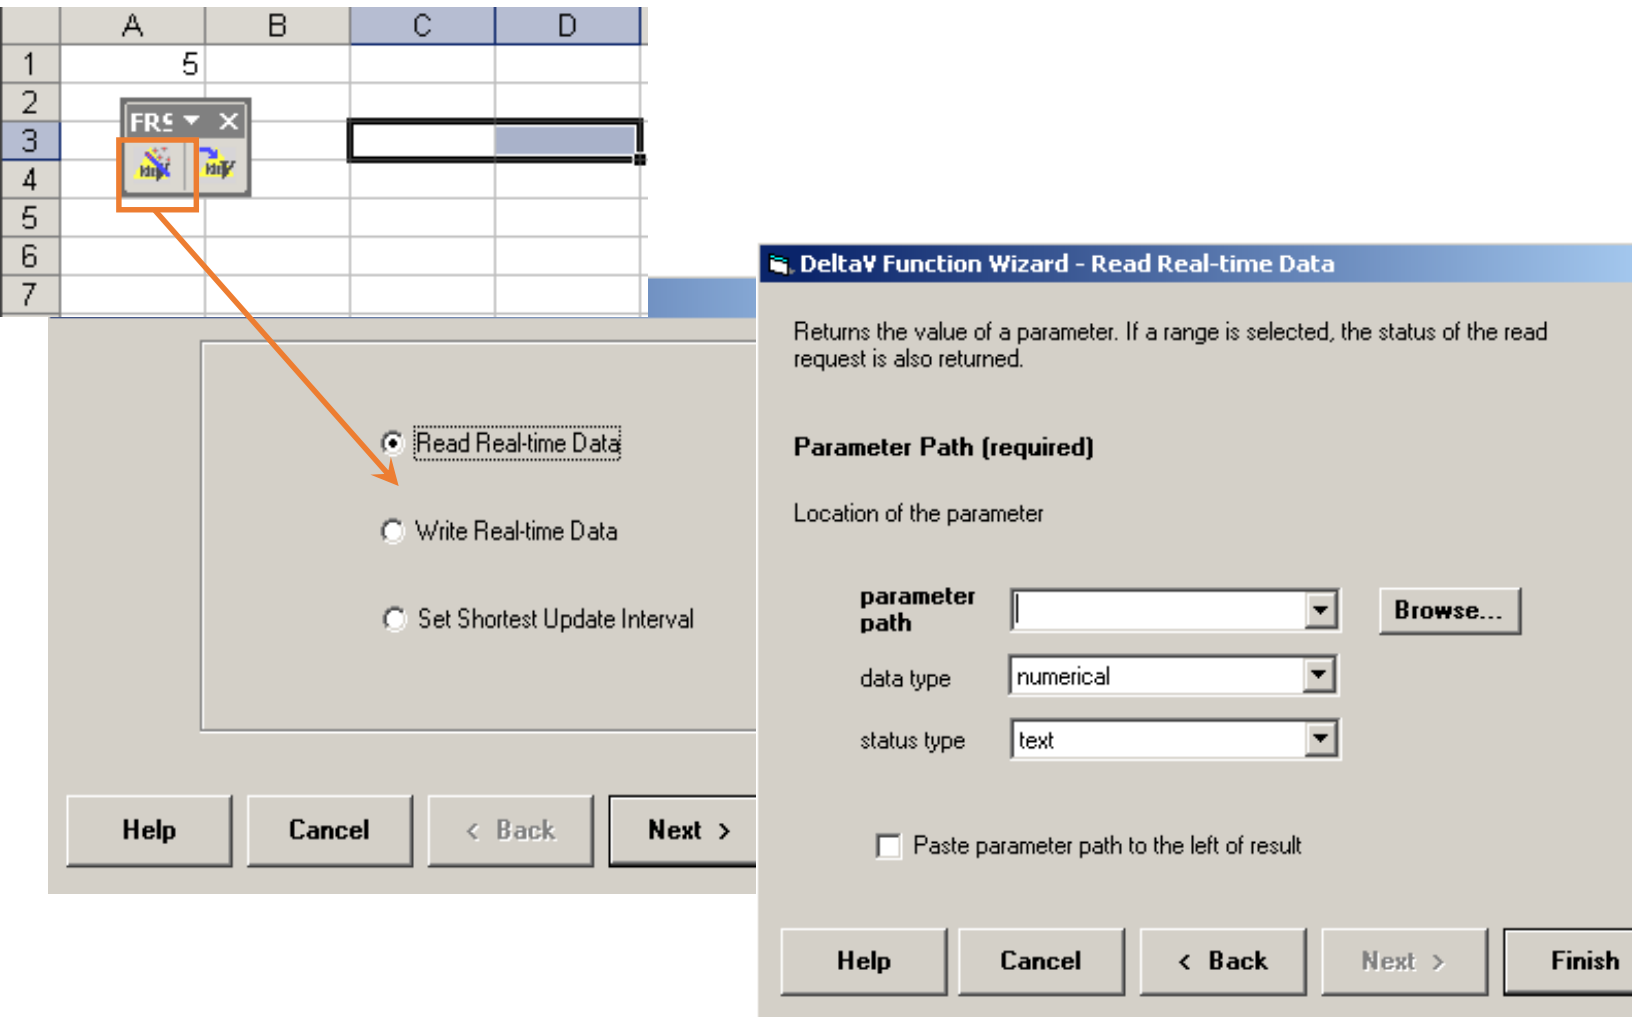 A B C D
1 5
2
FRS
3
4
5
6
7
Read Real-time Data
Write Real-time Data
Set Shortest Update Interval
Help Cancel < Back Next >
DeltaV Function Wizard - Read Real-time Data
Returns the value of a parameter. If a range is selected, the status of the read
request is also returned.
Parameter Path (required)
Location of the parameter
parameter
path
Browse...
data type numerical
status type text
Paste parameter path to the left of result
Help Cancel < Back Next > Finish